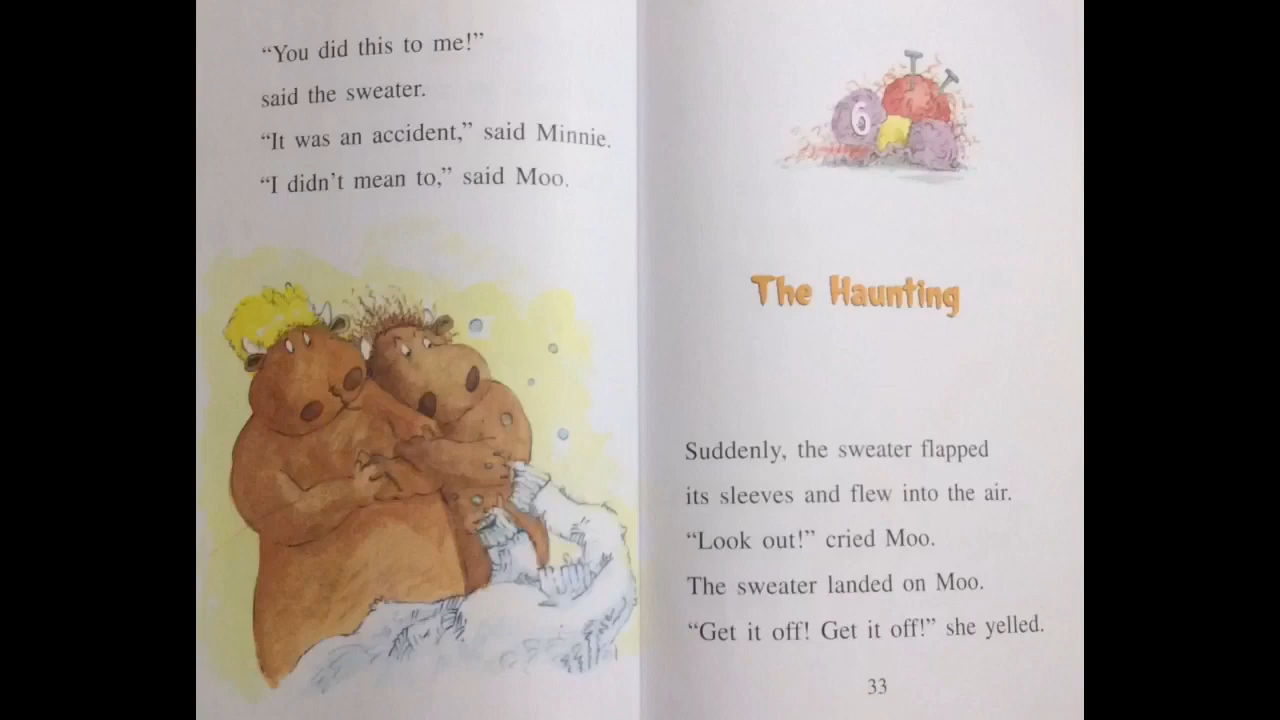 “You did this to me!”
said the sweater.
“It was an accident,” said Minnie.
“I didn’t mean to,” said Moo.
6
The Haunting
Suddenly, the sweater flapped
its sleeves and flew into the air.
“Look out!” cried Moo.
The sweater landed on Moo.
“Get it off! Get it off!” she yelled.
33